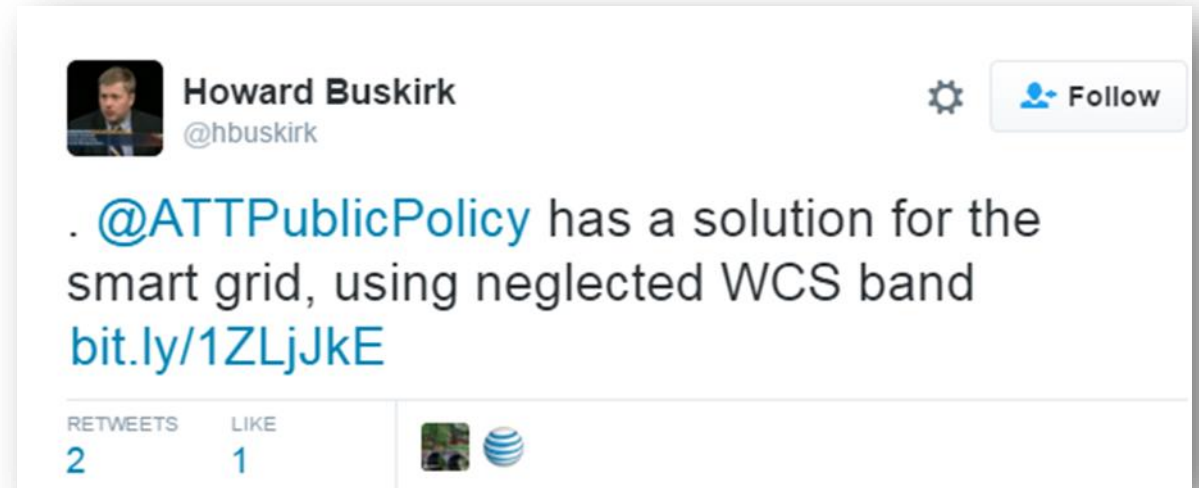 Howard Buskirk
@hbuskirk
Follow
. @ATTPublicPolicy has a solution for the
smart grid, using neglected WCS band
bit.ly/1ZLjJkE
RETWEETS LIKE
2 1